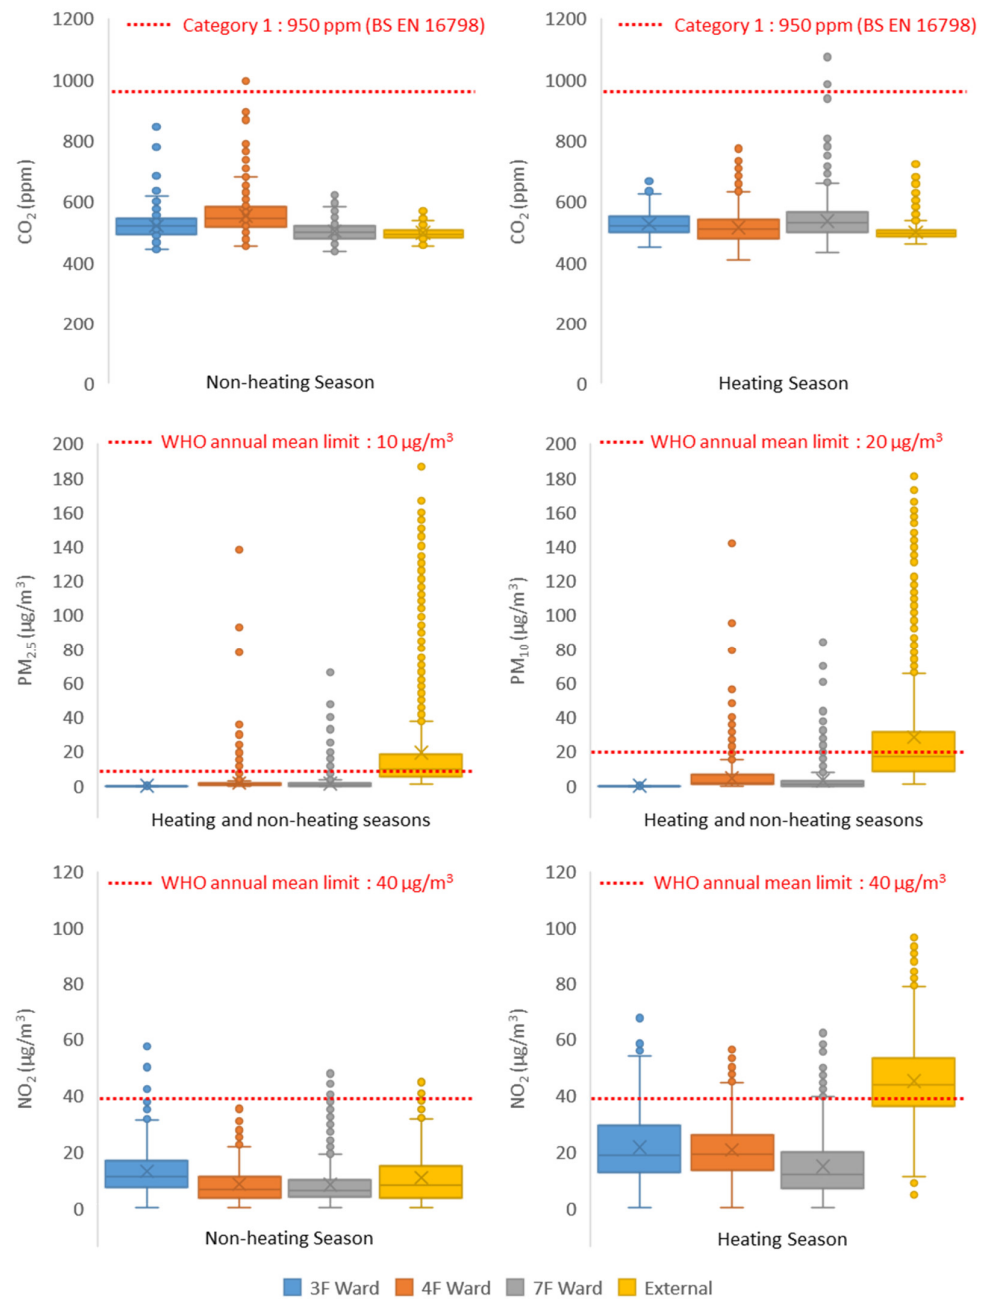 Category 1 : 950 ppm (BS EN 16798)
1200
1000
800
600
400
200
0
CO2 (ppm)
Non-heating Season
Category 1 : 950 ppm (BS EN 16798)
1200
1000
800
600
400
200
0
CO2 (ppm)
Heating Season
WHO annual mean limit : 10 µg/m3
200
180
160
140
120
100
80
60
40
20
0
PM2.5 (µg/m3)
Heating and non-heating seasons
WHO annual mean limit : 20 µg/m3
200
180
160
140
120
100
80
60
40
20
0
PM10 (µg/m3)
Heating and non-heating seasons
WHO annual mean limit : 40 µg/m3
120
100
80
60
40
20
0
NO2 (µg/m3)
Non-heating Season
WHO annual mean limit : 40 µg/m3
120
100
80
60
40
20
0
NO2 (µg/m3)
Heating Season
3F Ward 4F Ward 7F Ward External